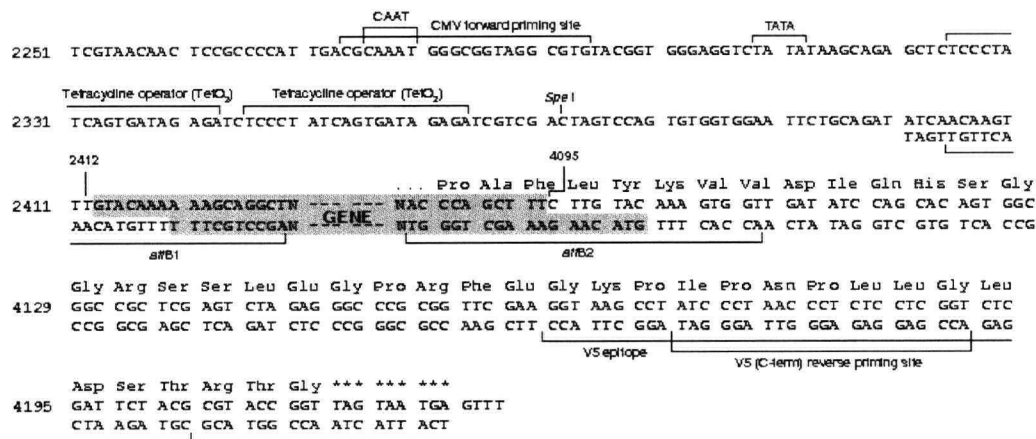 CAAT
CMV forward priming site
TATA
2251 TCGTAACAAC TCCGCCCCAT TGACGCAAAT GGGCGGTAGG CGTGTACGGT GGGAGGTCTA TATAAGCAGA GCTCTCCCTA
Tetracycline operator (TetO₂) Tetracycline operator (TetO₂) SpeI
2331 TCAGTGATAG AGATCTCCCT ATCAGTGATA GAGATCGTCG ACTAGTCCAG TGTGGTGGAA TTCTGCAGAT ATCAACAAGT
TAGTTGTTCA
2412 4095
... Pro Ala Phe Leu Tyr Lys Val Val Asp Ile Gln His Ser Gly
2411 TTGTACAAAA AAGCAGGCTN --- --- --- NAC CCA GCT TTC TTG TAC AAA GTG GTT GAT ATC CAG CAC AGT GGC
GENE
AACATGTTTT TTCGTCCGAN --- --- --- NTG GGT CGA AAG AAC ATG TTT CAC CAA CTA TAG GTC GTG TCA CCG
attB1 attB2
Gly Arg Ser Ser Leu Glu Gly Pro Arg Phe Glu Gly Lys Pro Ile Pro Asn Pro Leu Leu Gly Leu
4129 GGC CGC TCG AGT CTA GAG GGC CCG CGG TTC GAA GGT AAG CCT ATC CCT AAC CCT CTC CTC GGT CTC
CCG GCG AGC TCA GAT CTC CCG GGC GCC AAG CTT CCA TTC GGA TAG GGA TTG GGA GAG GAG CCA GAG
V5 epitope
V5 (C-term) reverse priming site
Asp Ser Thr Arg Thr Gly *** *** ***
4195 GAT TCT ACG CGT ACC GGT TAG TAA TGA GTTT
CTA AGA TGC GCA TGG CCA ATC ATT ACT